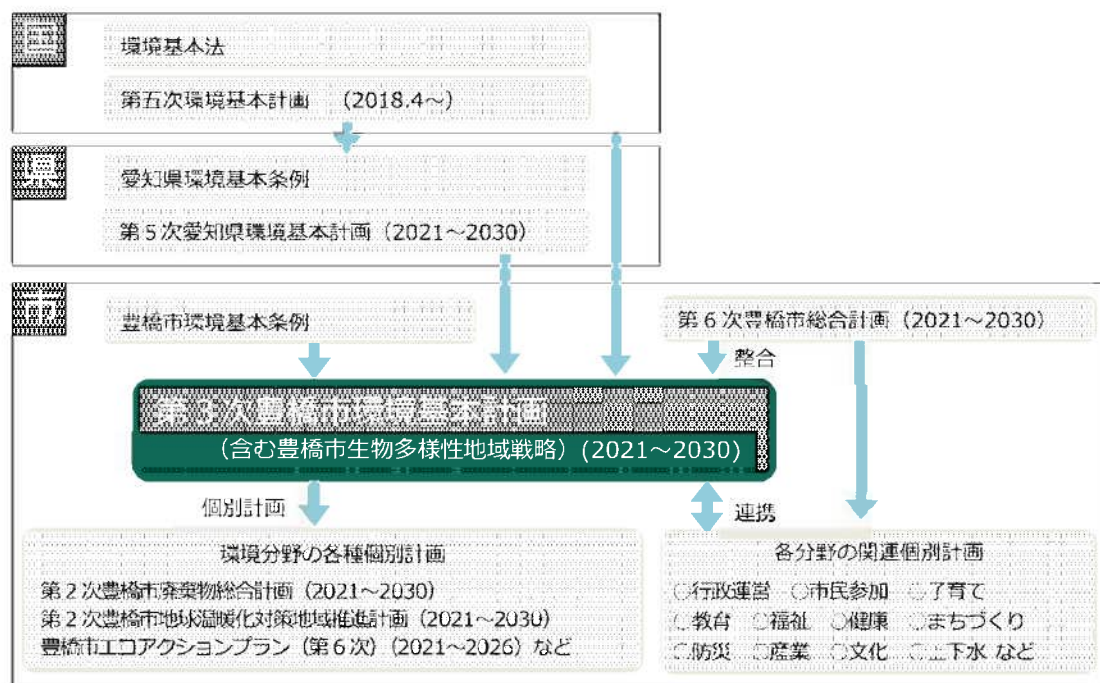 国
環境基本法
第五次環境基本計画 (2018.4～)
県
愛知県環境基本条例
第5次愛知県環境基本計画(2021～2030)
市
豊橋市環境基本条例
第6次豊橋市総合計画(2021～2030)
整合
第3次豊橋市環境基本計画
(含む豊橋市生物多様性地域戦略)(2021～2030)
個別計画
連携
環境分野の各種個別計画
第2次豊橋市廃棄物総合計画(2021～2030)
第2次豊橋市地球温暖化対策地域推進計画(2021～2030)
豊橋市エコアクションプラン(第6次)(2021～2026)など
各分野の関連個別計画
○行政運営 ○市民参加 ○子育て
○教育 ○福祉 ○健康 ○まちづくり
○防災 ○産業 ○文化 ○上下水 など